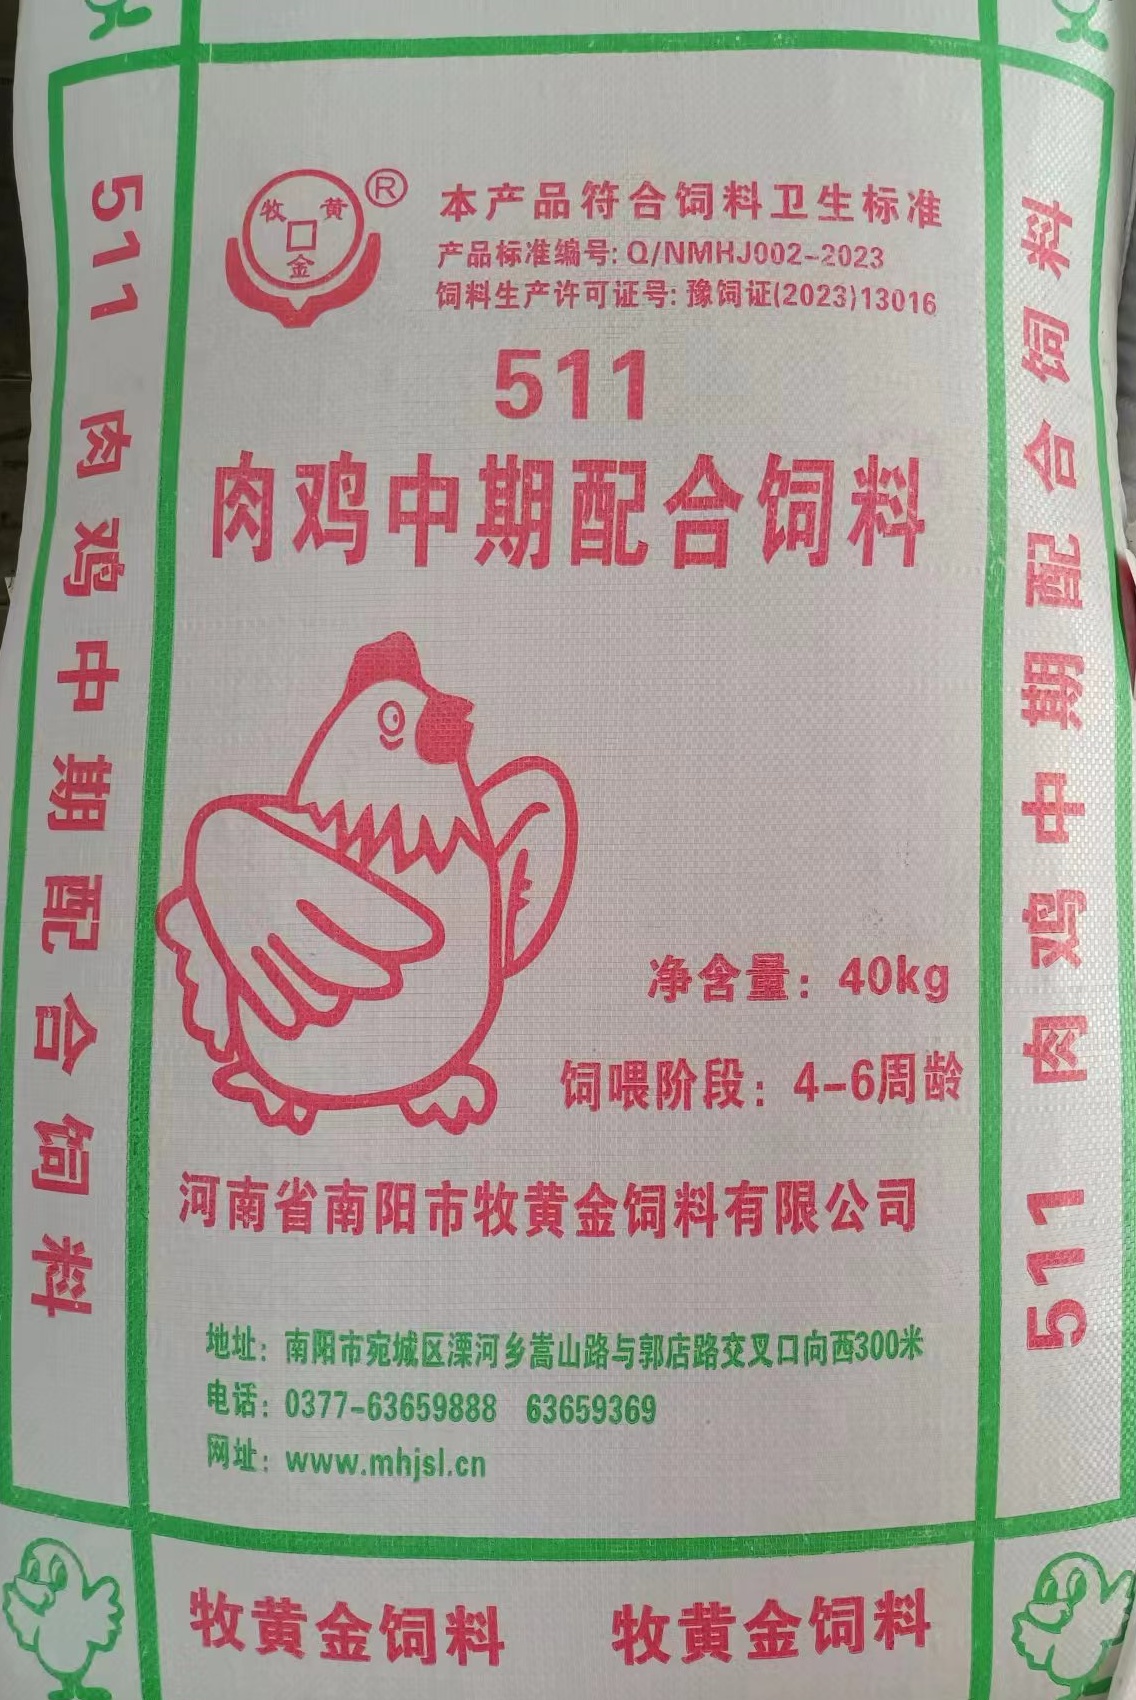 牧 黄
金
®
本产品符合饲料卫生标准
产品标准编号: Q/NMHJ002-2023
饲料生产许可证号: 豫饲证(2023)13016
511
肉鸡中期配合饲料
净含量：40kg
饲喂阶段：4-6周龄
河南省南阳市牧黄金饲料有限公司
地址：南阳市宛城区溧河乡嵩山路与郭店路交叉口向西300米
电话：0377-63659888 63659369
网址：www.mhjsl.cn
511 肉鸡中期配合饲料
511 肉鸡中期配合饲料
牧黄金饲料 牧黄金饲料